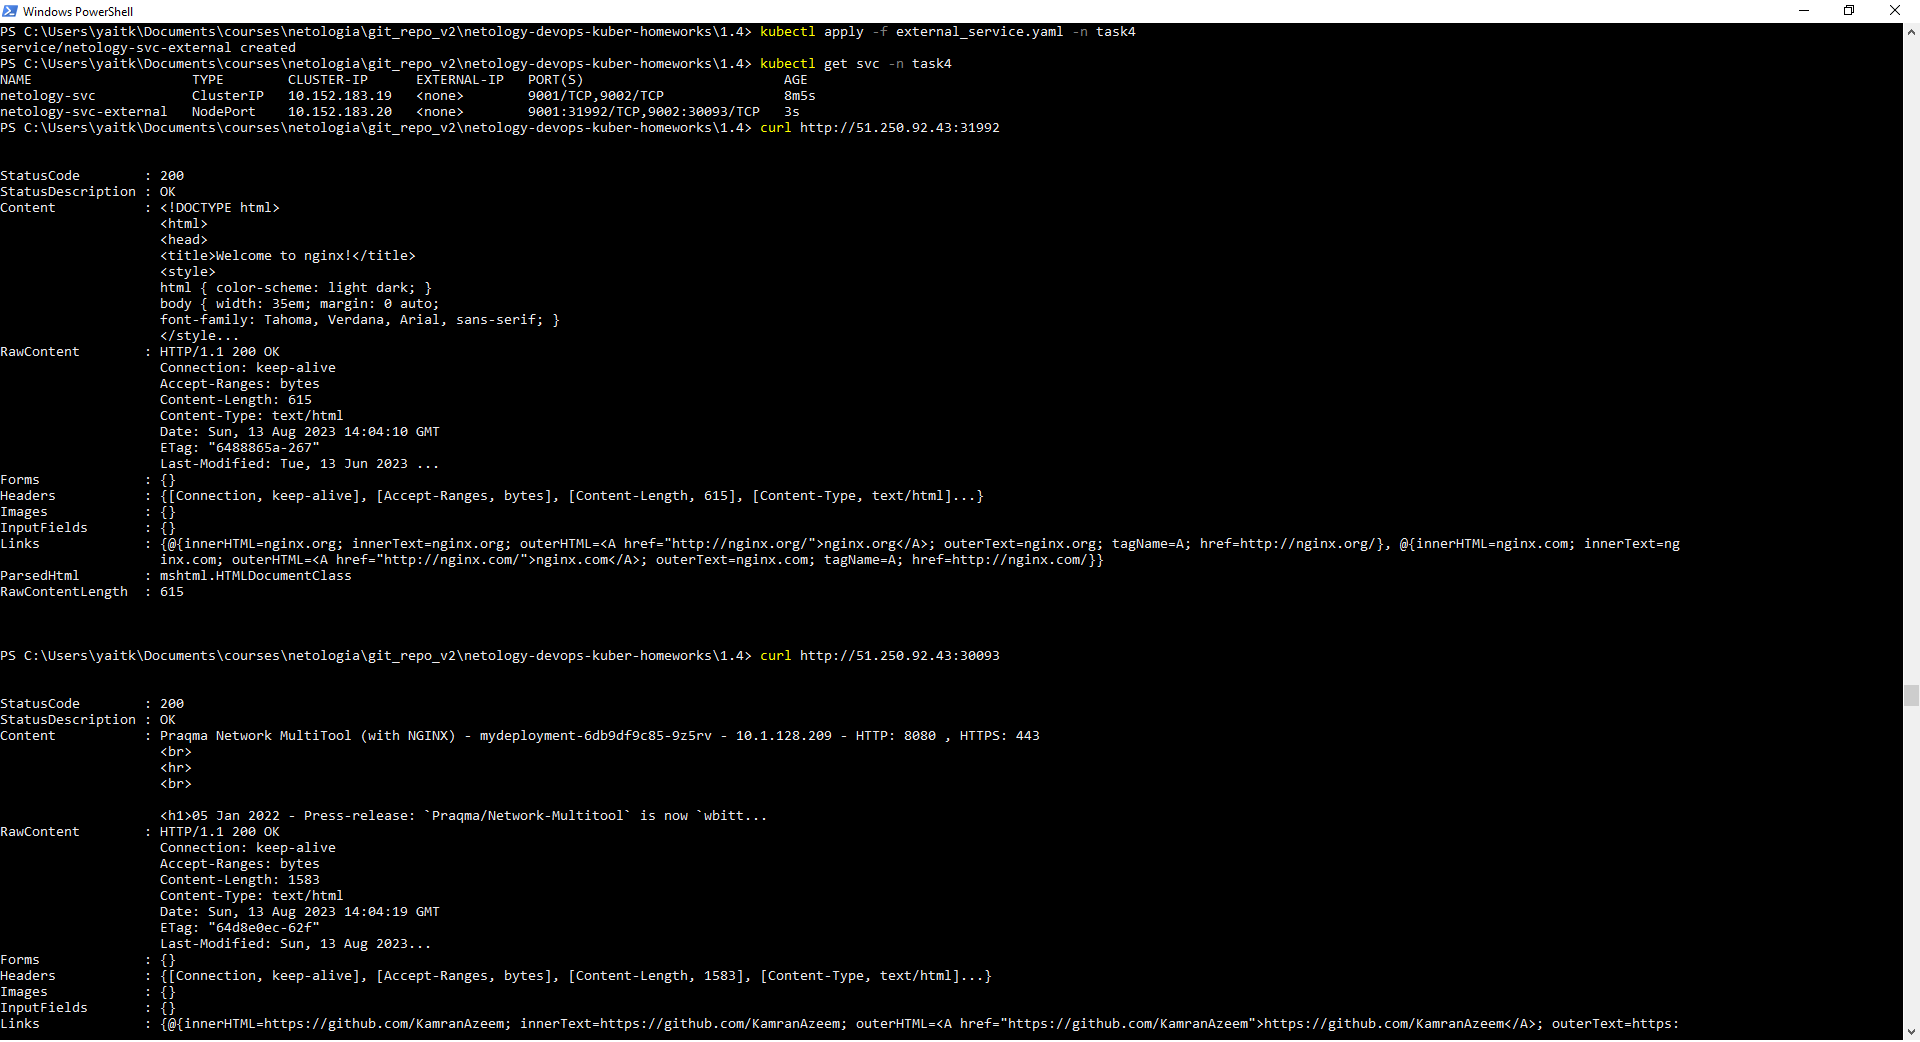 Windows PowerShell
PS C:\Users\yaitk\Documents\courses\netologia\git_repo_v2\netology-devops-kuber-homeworks\1.4> kubectl apply -f external_service.yaml -n task4
service/netology-svc-external created
PS C:\Users\yaitk\Documents\courses\netologia\git_repo_v2\netology-devops-kuber-homeworks\1.4> kubectl get svc -n task4
NAME                    TYPE        CLUSTER-IP      EXTERNAL-IP   PORT(S)                         AGE
netology-svc            ClusterIP   10.152.183.19   <none>        9001/TCP,9002/TCP               8m5s
netology-svc-external   NodePort    10.152.183.20   <none>        9001:31992/TCP,9002:30093/TCP   3s
PS C:\Users\yaitk\Documents\courses\netologia\git_repo_v2\netology-devops-kuber-homeworks\1.4> curl http://51.250.92.43:31992
StatusCode        : 200
StatusDescription : OK
Content           : <!DOCTYPE html>
                    <html>
                    <head>
                    <title>Welcome to nginx!</title>
                    <style>
                    html { color-scheme: light dark; }
                    body { width: 35em; margin: 0 auto;
                    font-family: Tahoma, Verdana, Arial, sans-serif; }
                    </style...
RawContent        : HTTP/1.1 200 OK
                    Connection: keep-alive
                    Accept-Ranges: bytes
                    Content-Length: 615
                    Content-Type: text/html
                    Date: Sun, 13 Aug 2023 14:04:10 GMT
                    ETag: "6488865a-267"
                    Last-Modified: Tue, 13 Jun 2023 ...
Forms             : {}
Headers           : {[Connection, keep-alive], [Accept-Ranges, bytes], [Content-Length, 615], [Content-Type, text/html]...}
Images            : {}
InputFields       : {}
Links             : {@{innerHTML=nginx.org; innerText=nginx.org; outerHTML=<A href="http://nginx.org/">nginx.org</A>; outerText=nginx.org; tagName=A; href=http://nginx.org/}, @{innerHTML=nginx.com; innerText=ng
                    inx.com; outerHTML=<A href="http://nginx.com/">nginx.com</A>; outerText=nginx.com; tagName=A; href=http://nginx.com/}}
ParsedHtml        : mshtml.HTMLDocumentClass
RawContentLength  : 615
PS C:\Users\yaitk\Documents\courses\netologia\git_repo_v2\netology-devops-kuber-homeworks\1.4> curl http://51.250.92.43:30093
StatusCode        : 200
StatusDescription : OK
Content           : Praqma Network MultiTool (with NGINX) - mydeployment-6db9df9c85-9z5rv - 10.1.128.209 - HTTP: 8080 , HTTPS: 443
                    <br>
                    <hr>
                    <br>
                    <h1>05 Jan 2022 - Press-release: `Praqma/Network-Multitool` is now `wbitt...
RawContent        : HTTP/1.1 200 OK
                    Connection: keep-alive
                    Accept-Ranges: bytes
                    Content-Length: 1583
                    Content-Type: text/html
                    Date: Sun, 13 Aug 2023 14:04:19 GMT
                    ETag: "64d8e0ec-62f"
                    Last-Modified: Sun, 13 Aug 2023...
Forms             : {}
Headers           : {[Connection, keep-alive], [Accept-Ranges, bytes], [Content-Length, 1583], [Content-Type, text/html]...}
Images            : {}
InputFields       : {}
Links             : {@{innerHTML=https://github.com/KamranAzeem; innerText=https://github.com/KamranAzeem; outerHTML=<A href="https://github.com/KamranAzeem">https://github.com/KamranAzeem</A>; outerText=https: